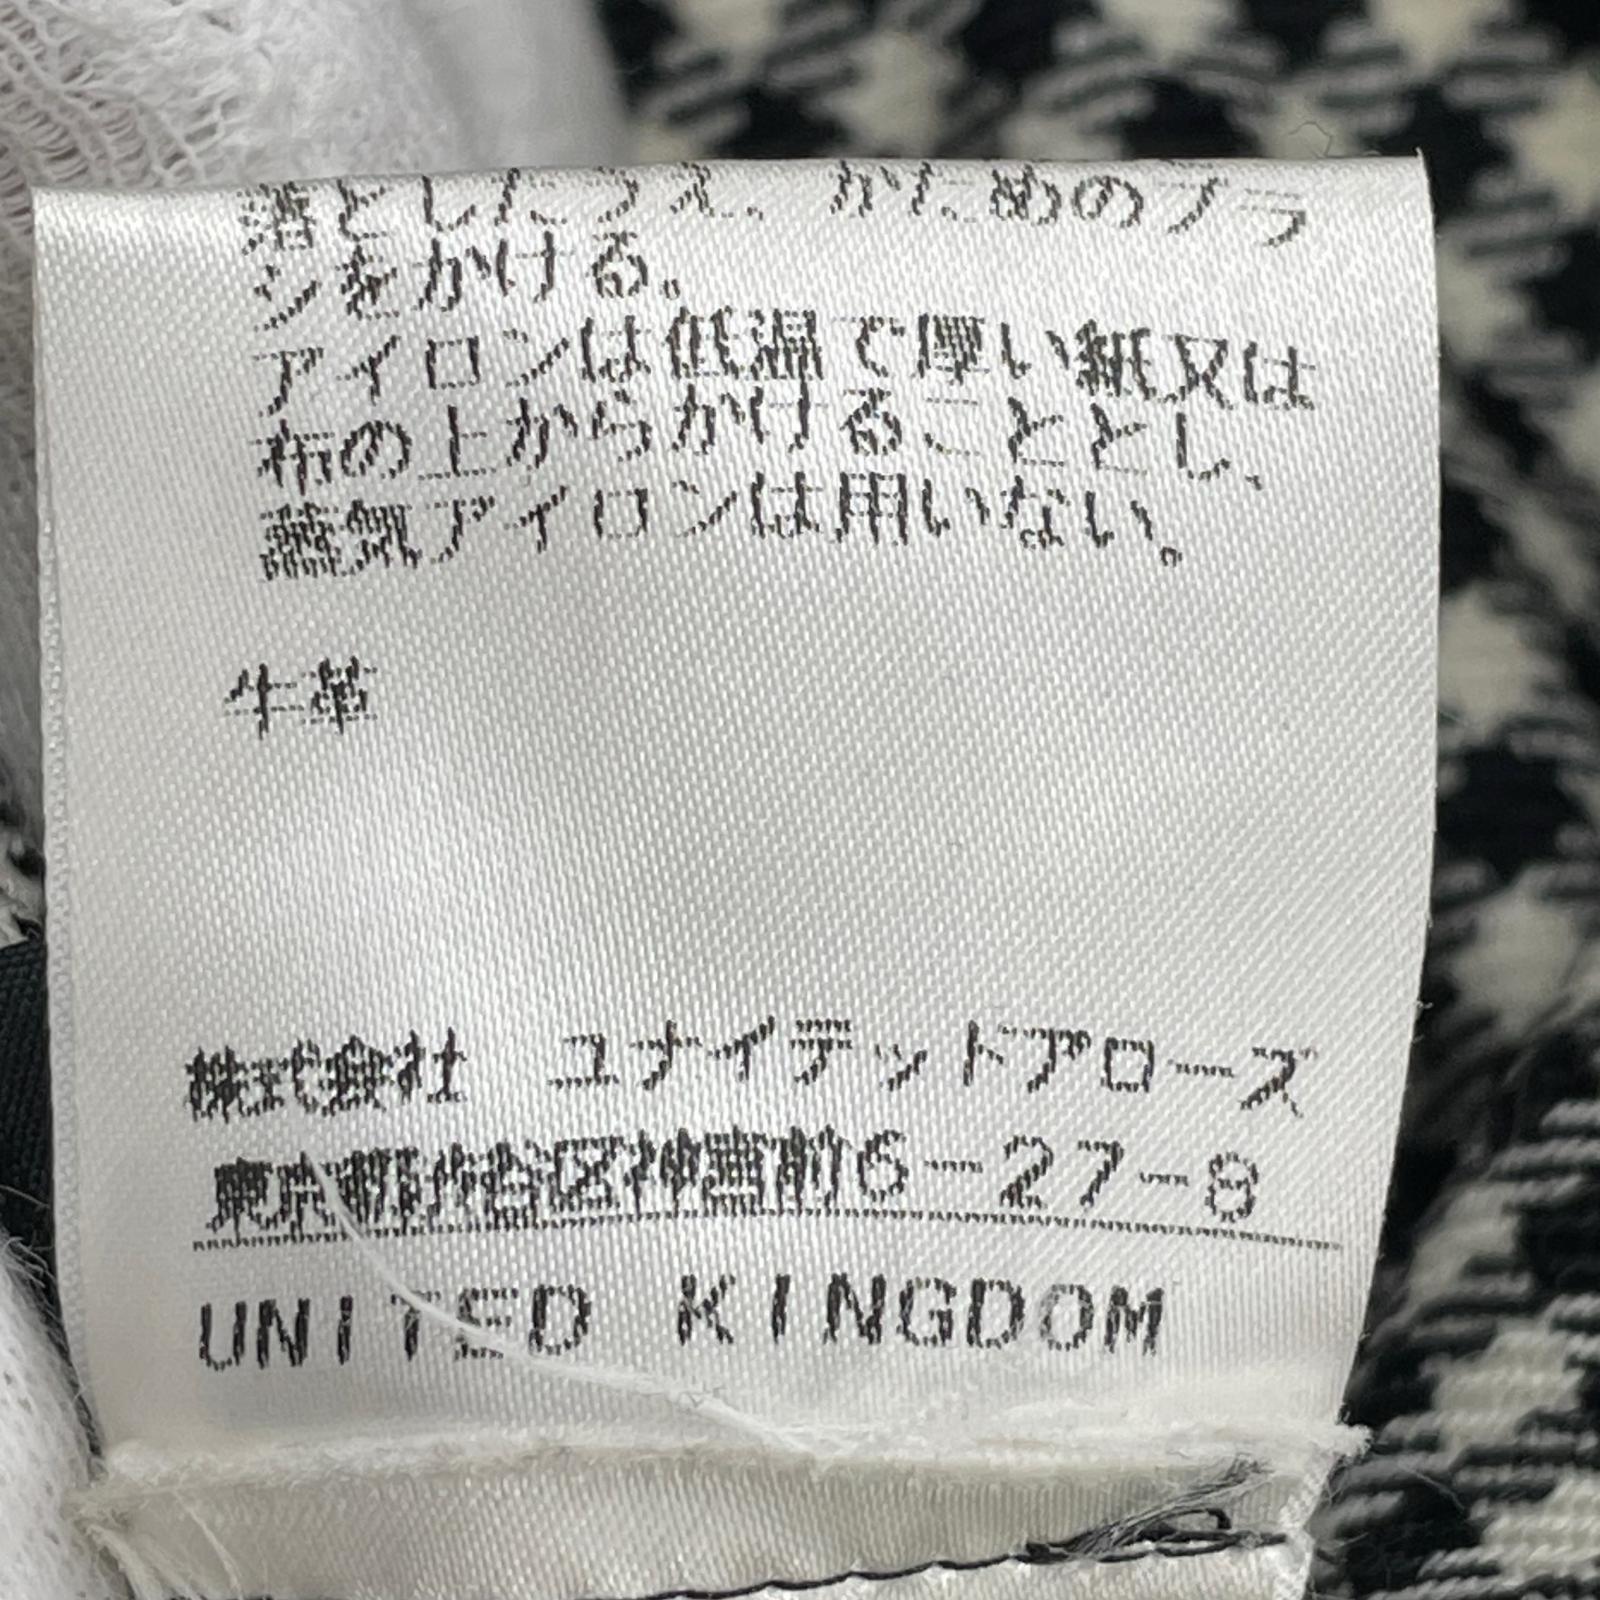 落としたうえ、かためのブラ
シをかける。
アイロンは低温で厚い紙又は
布の上からかけることとし、
蒸気アイロンは用いない。
牛革
株式会社 ユナイテッドアローズ
東京都渋谷区神宮前6-27-8
UNITED KINGDOM